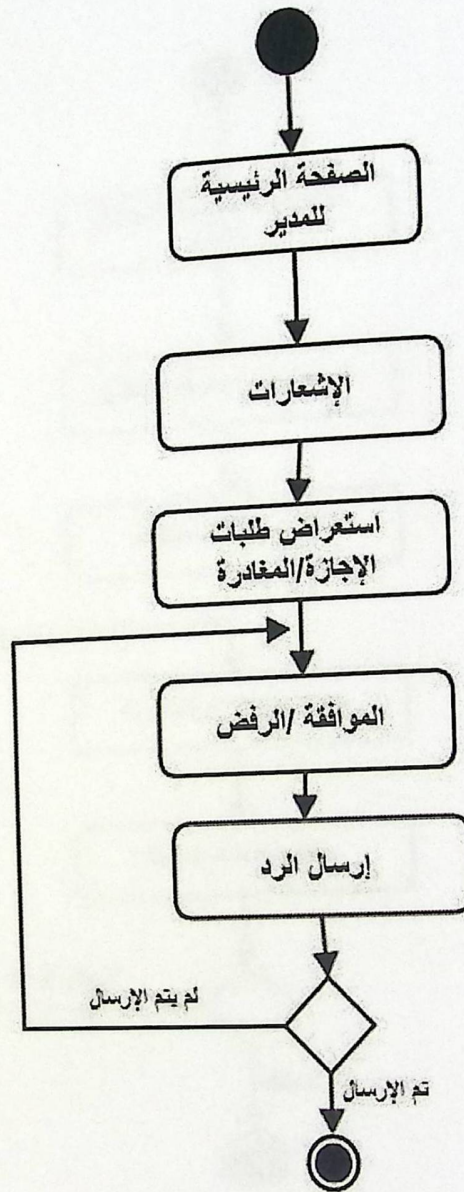 الصفحة الرئيسية
للمدير
الإشعارات
استعراض طلبات
الإجازة/المغادرة
الموافقة /الرفض
إرسال الرد
لم يتم الإرسال
تم الإرسال